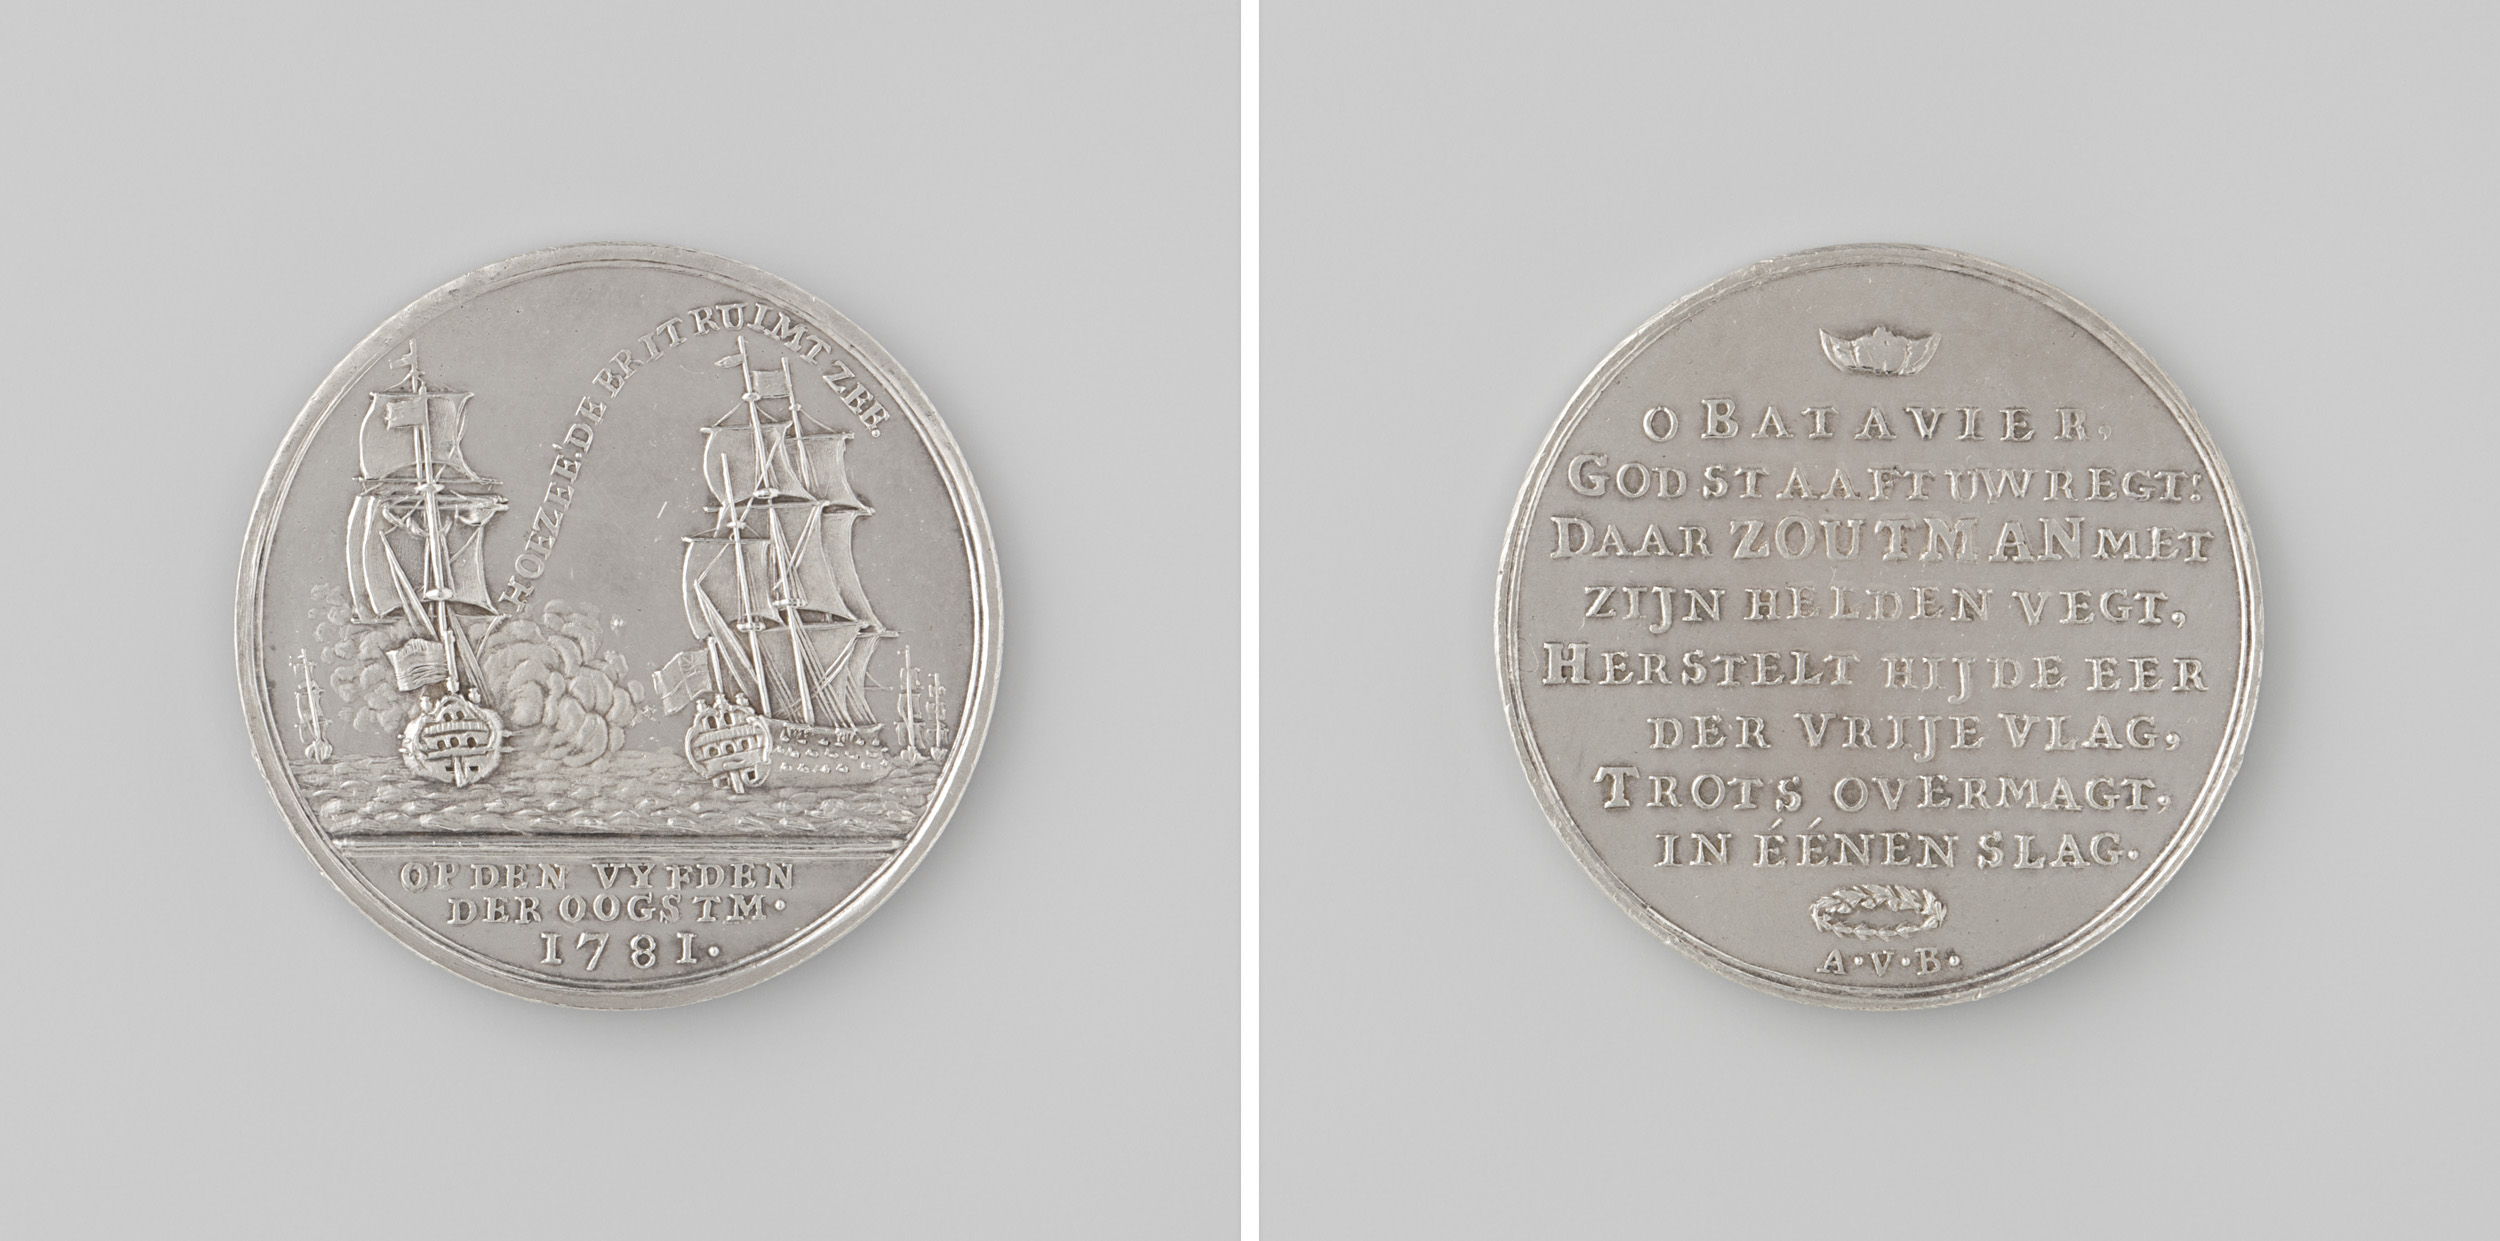 HOEZEE. DE BRIT RUIMT ZEE.
OP DEN VYFDEN
DER OOGSTM.
1781.
O BATAVIER,
GOD STAAFT UW REGT:
DAAR ZOUTMAN MET
ZIJN HELDEN VEGT,
HERSTELT HIJ DE EER
DER VRIJE VLAG,
TROTS OVERMAGT,
IN ÉÉNEN SLAG.
A·V·B·